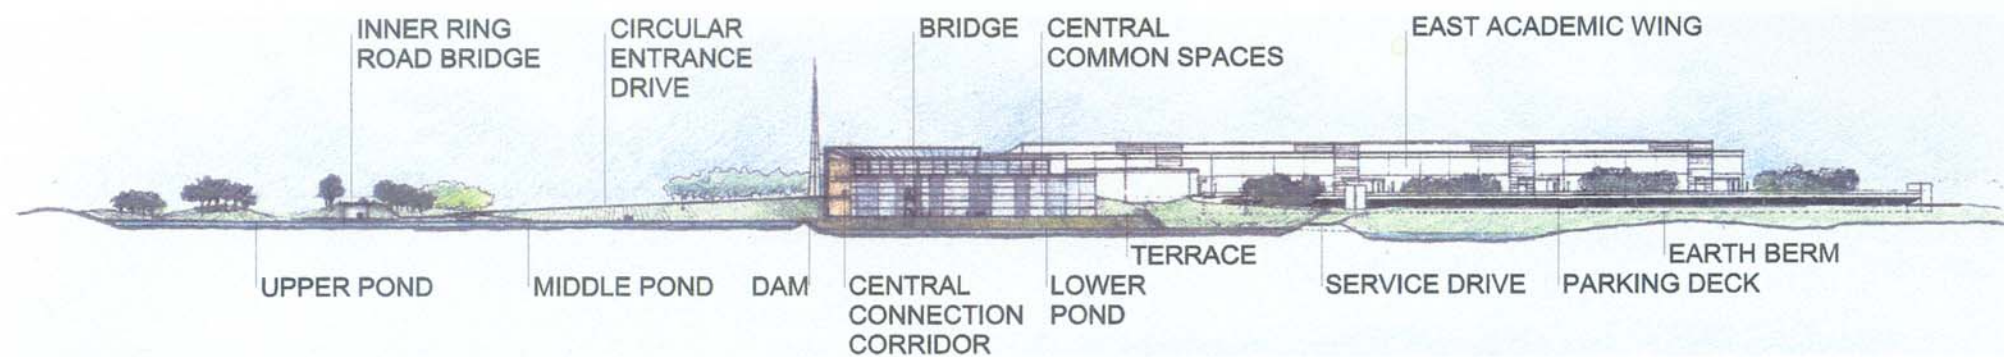 INNER RING
ROAD BRIDGE
CIRCULAR
ENTRANCE
DRIVE
BRIDGE
CENTRAL
COMMON SPACES
EAST ACADEMIC WING
UPPER POND
MIDDLE POND
DAM
CENTRAL
CONNECTION
CORRIDOR
LOWER
POND
TERRACE
SERVICE DRIVE
PARKING DECK
EARTH BERM